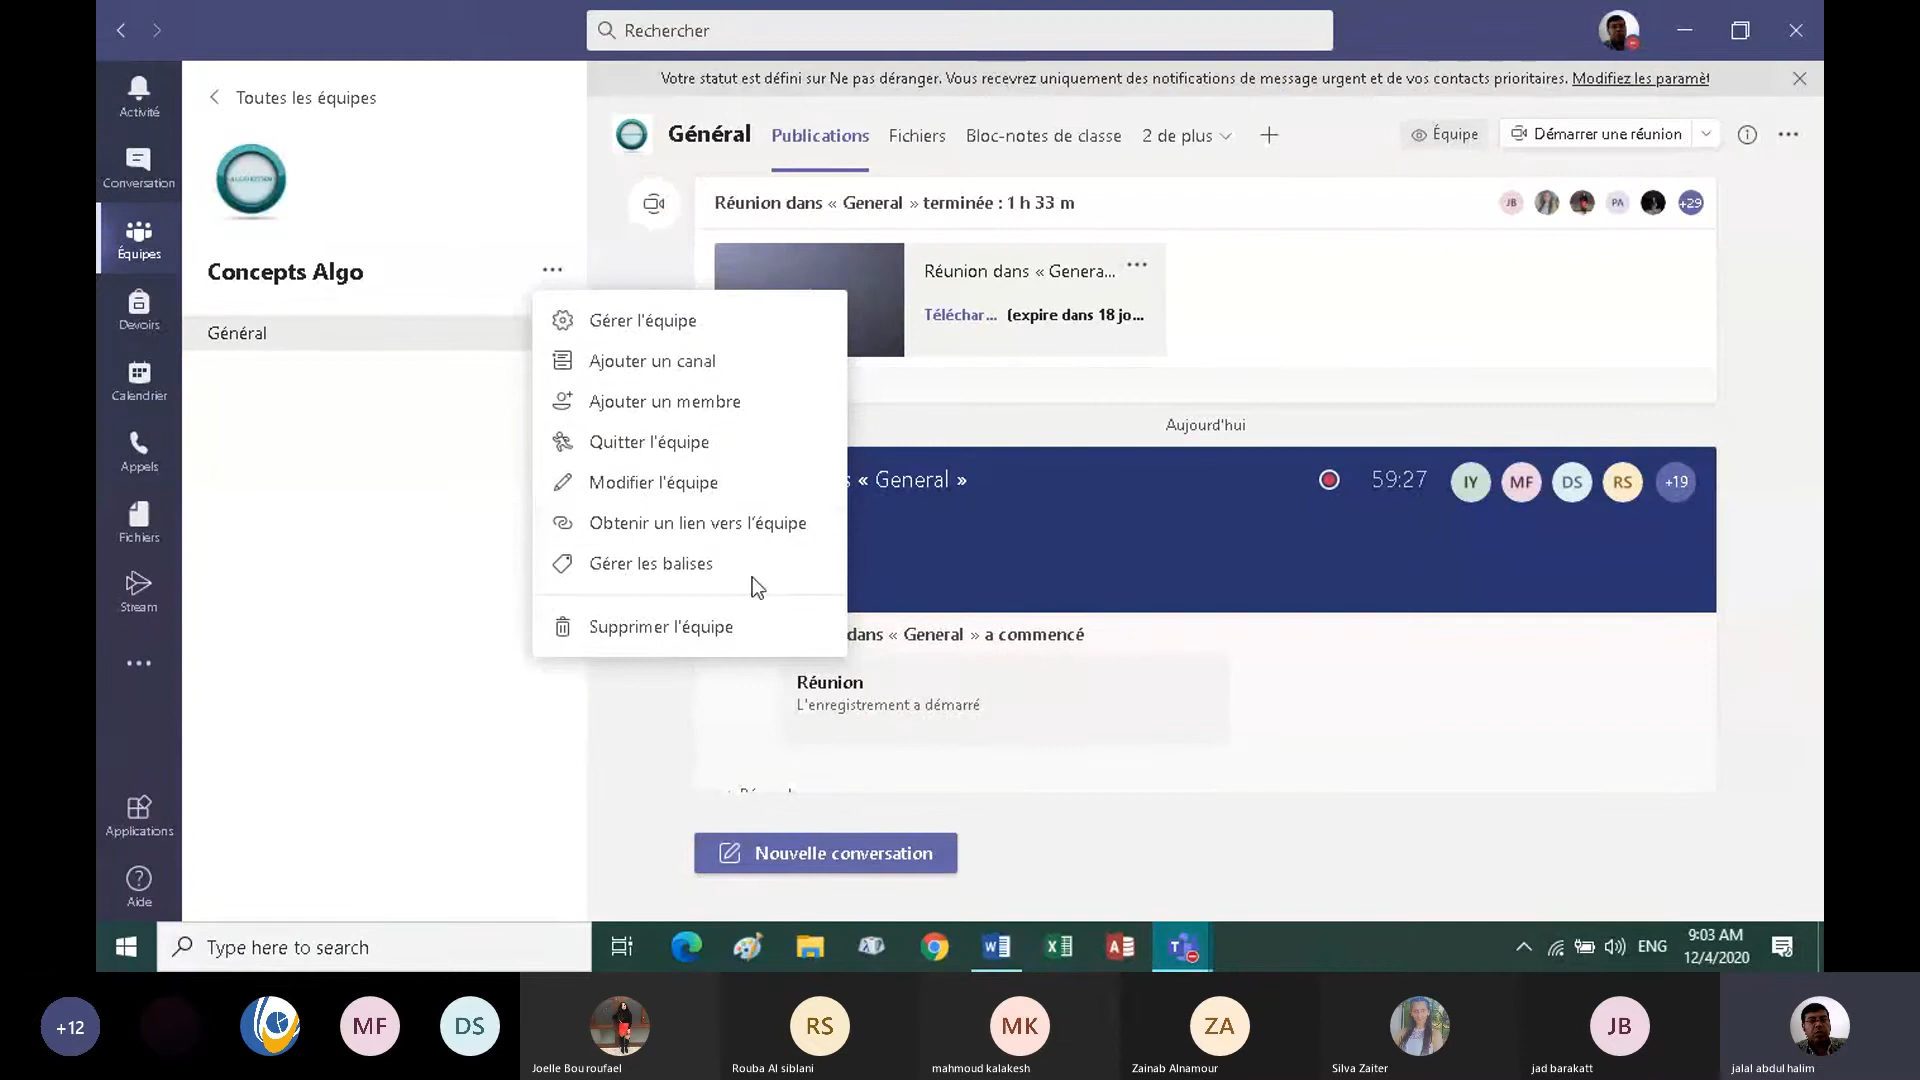 Rechercher
Votre statut est défini sur Ne pas déranger. Vous recevrez uniquement des notifications de message urgent et de vos contacts prioritaires. Modifiez les paramèt
Activité
Conversation
Équipes
Devoirs
Calendrier
Appels
Fichiers
Stream
Applications
Aide
Toutes les équipes
Concepts Algo
Général
Gérer l'équipe
Ajouter un canal
Ajouter un membre
Quitter l'équipe
Modifier l'équipe
Obtenir un lien vers l'équipe
Gérer les balises
Supprimer l'équipe
Général Publications Fichiers Bloc-notes de classe 2 de plus
Équipe Démarrer une réunion
Réunion dans « General » terminée : 1 h 33 m
JB PA +29
Réunion dans « Genera...
Téléchar... (expire dans 18 jo...
Aujourd'hui
« General » 59:27 IY MF DS RS +19
dans « General » a commencé
Réunion
L'enregistrement a démarré
Nouvelle conversation
Type here to search
ENG
9:03 AM
12/4/2020
+12 MF DS RS MK ZA JB
Joelle Bou roufael
Rouba Al siblani
mahmoud kalakesh
Zainab Alnamour
Silva Zaiter
jad barakatt
jalal abdul halim